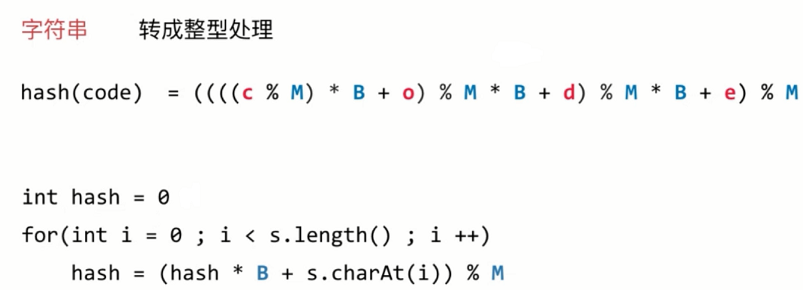 字符串 转成整型处理
hash(code) = ((((c % M) * B + o) % M * B + d) % M * B + e) % M
int hash = 0
for(int i = 0 ; i < s.length() ; i ++)
hash = (hash * B + s.charAt(i)) % M